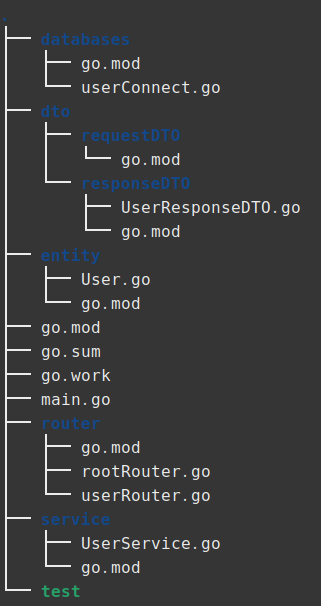 .
databases
go.mod
userConnect.go
dto
requestDTO
go.mod
responseDTO
UserResponseDTO.go
go.mod
entity
User.go
go.mod
go.mod
go.sum
go.work
main.go
router
go.mod
rootRouter.go
userRouter.go
service
UserService.go
go.mod
test